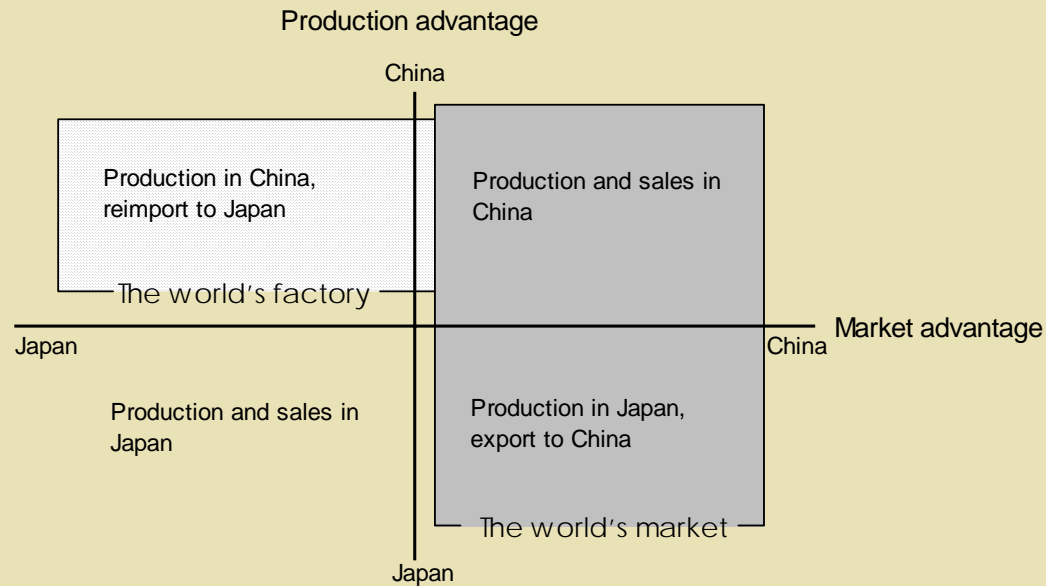 Production advantage
China
Production in China,
reimport to Japan
Production and sales in
China
The world's factory
Market advantage
Japan
China
Production and sales in
Japan
Production in Japan,
export to China
The world's market
Japan